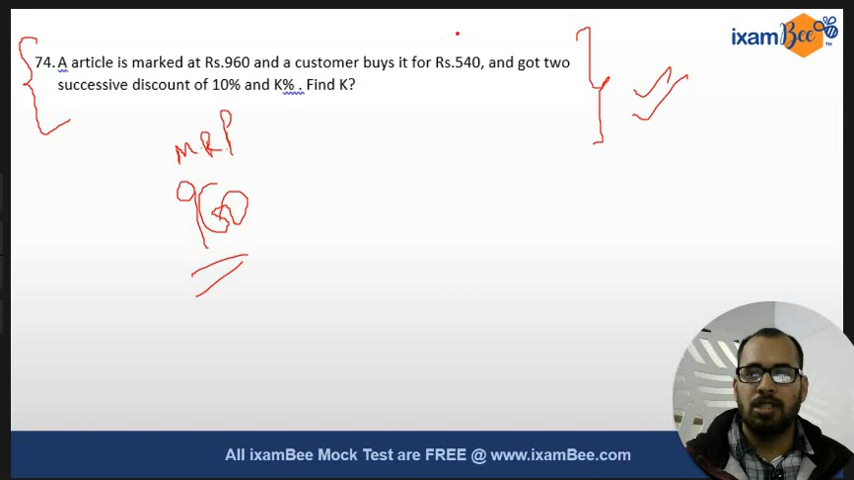 ixamBee
74. A article is marked at Rs.960 and a customer buys it for Rs.540, and got two
successive discount of 10% and K% . Find K?
M.R.P
960
All ixamBee Mock Test are FREE @ www.ixamBee.com